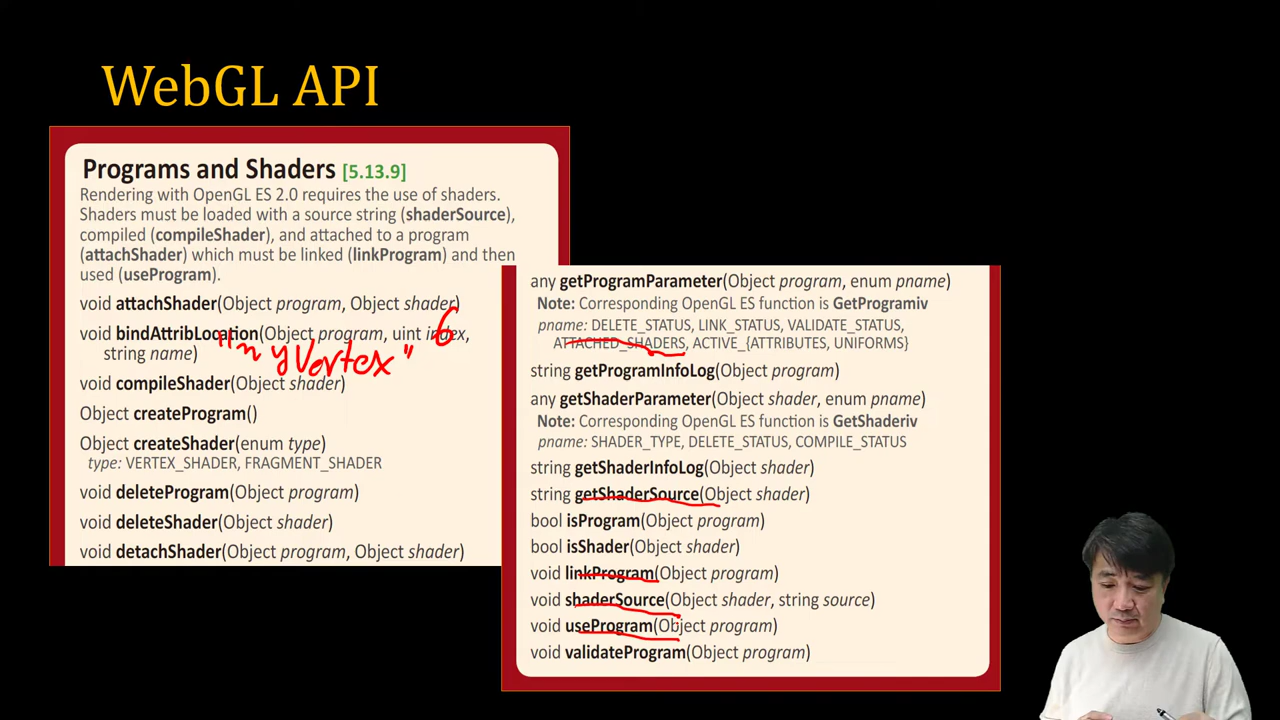 WebGL API
Programs and Shaders [5.13.9]
Rendering with OpenGL ES 2.0 requires the use of shaders.
Shaders must be loaded with a source string (shaderSource),
compiled (compileShader), and attached to a program
(attachShader) which must be linked (linkProgram) and then
used (useProgram).
void attachShader(Object program, Object shader)
void bindAttribLocation(Object program, uint index,
6
string name)
"myVertex"
void compileShader(Object shader)
Object createProgram()
Object createShader(enum type)
type: VERTEX_SHADER, FRAGMENT_SHADER
void deleteProgram(Object program)
void deleteShader(Object shader)
void detachShader(Object program, Object shader)
any getProgramParameter(Object program, enum pname)
Note: Corresponding OpenGL ES function is GetProgramiv
pname: DELETE_STATUS, LINK_STATUS, VALIDATE_STATUS,
ATTACHED_SHADERS, ACTIVE_{ATTRIBUTES, UNIFORMS}
string getProgramInfoLog(Object program)
any getShaderParameter(Object shader, enum pname)
Note: Corresponding OpenGL ES function is GetShaderiv
pname: SHADER_TYPE, DELETE_STATUS, COMPILE_STATUS
string getShaderInfoLog(Object shader)
string getShaderSource(Object shader)
bool isProgram(Object program)
bool isShader(Object shader)
void linkProgram(Object program)
void shaderSource(Object shader, string source)
void useProgram(Object program)
void validateProgram(Object program)